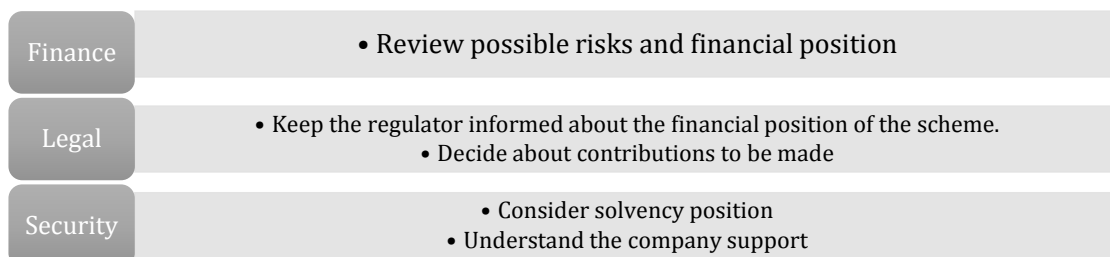 Finance
• Review possible risks and financial position
Legal
• Keep the regulator informed about the financial position of the scheme.
• Decide about contributions to be made
Security
• Consider solvency position
• Understand the company support